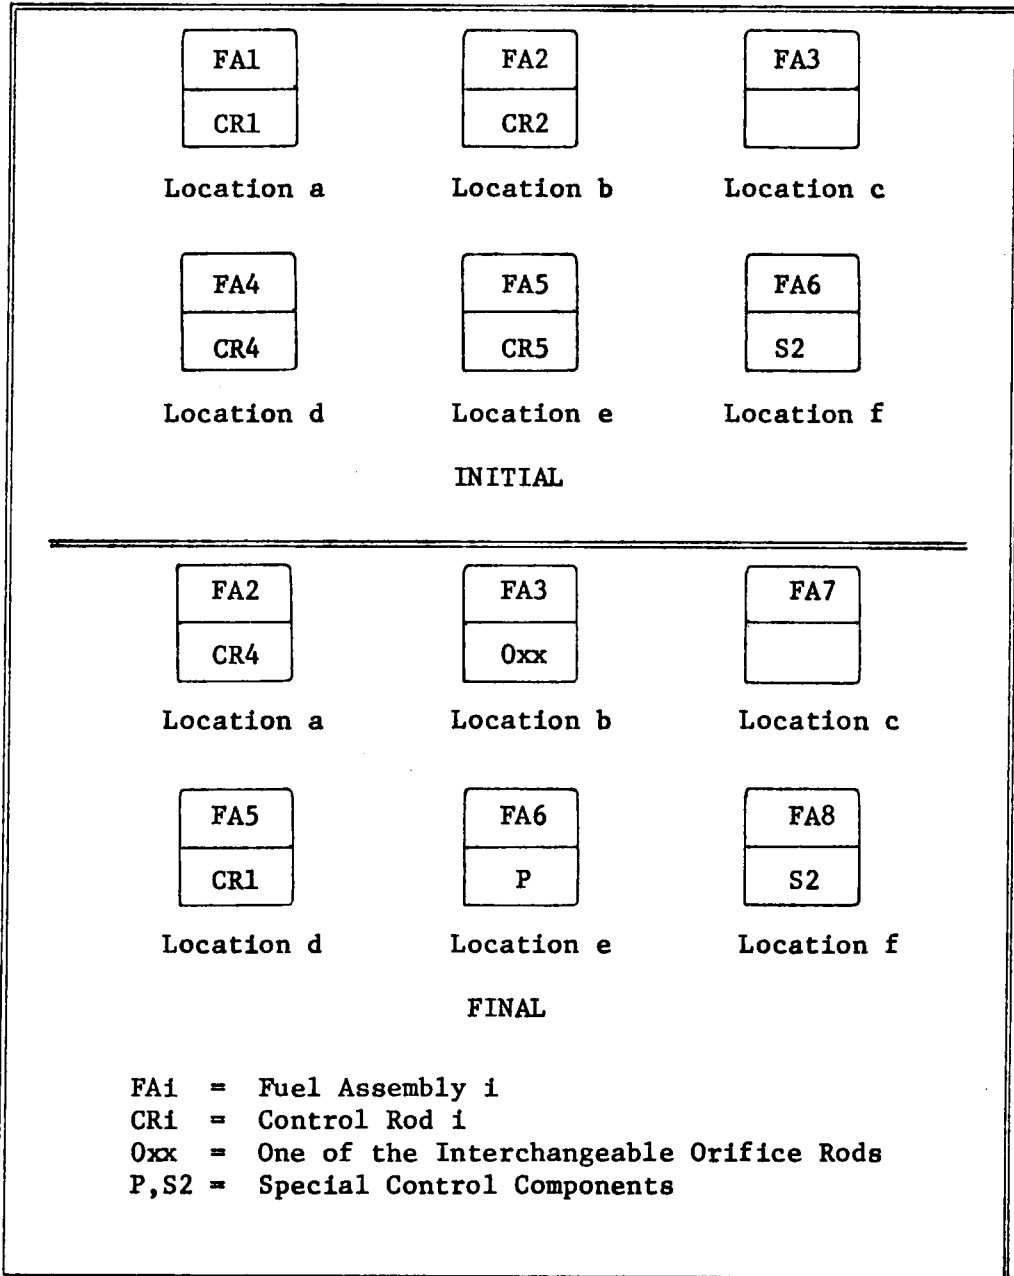 FA1 FA2 FA3
CR1 CR2
Location a Location b Location c
FA4 FA5 FA6
CR4 CR5 S2
Location d Location e Location f
INITIAL
FA2 FA3 FA7
CR4 Oxx
Location a Location b Location c
FA5 FA6 FA8
CR1 P S2
Location d Location e Location f
FINAL
FAi = Fuel Assembly i
CRi = Control Rod i
Oxx = One of the Interchangeable Orifice Rods
P,S2 = Special Control Components